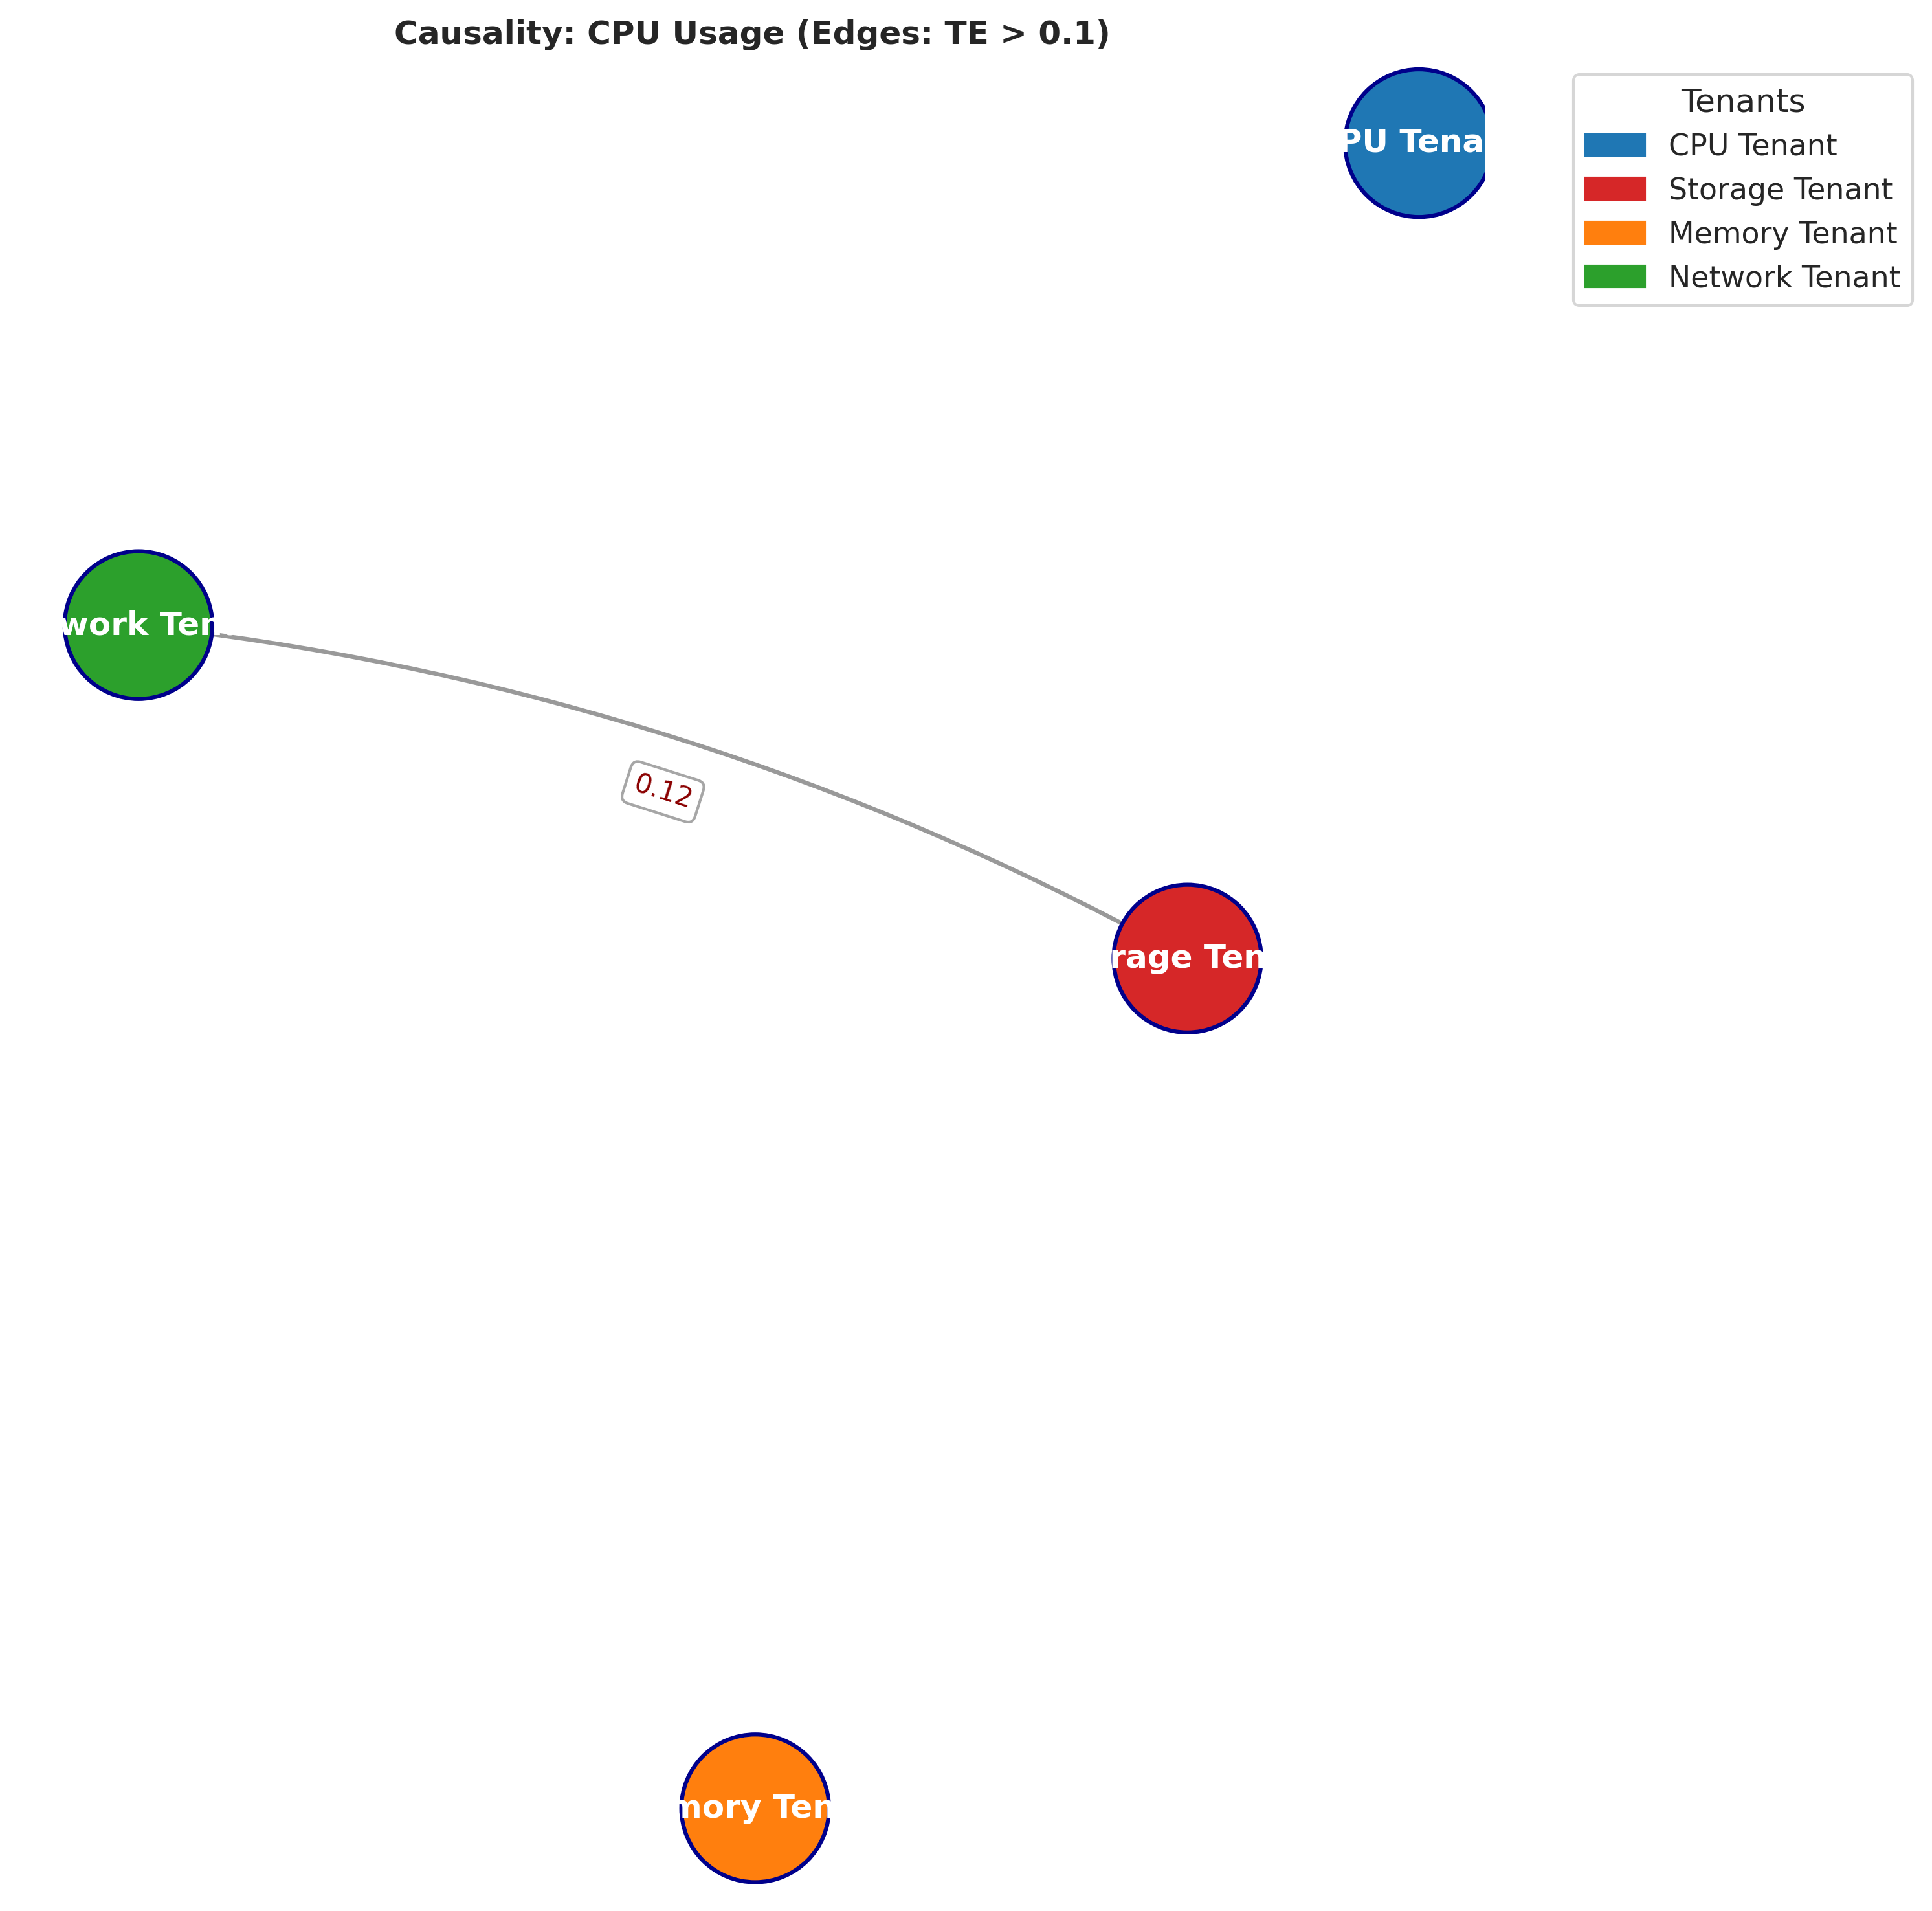 Causality: CPU Usage (Edges: TE > 0.1)
Tenants
CPU Tenant
Storage Tenant
Memory Tenant
Network Tenant
PU Tena
work Ten
0.12
rage Ten
mory Ten